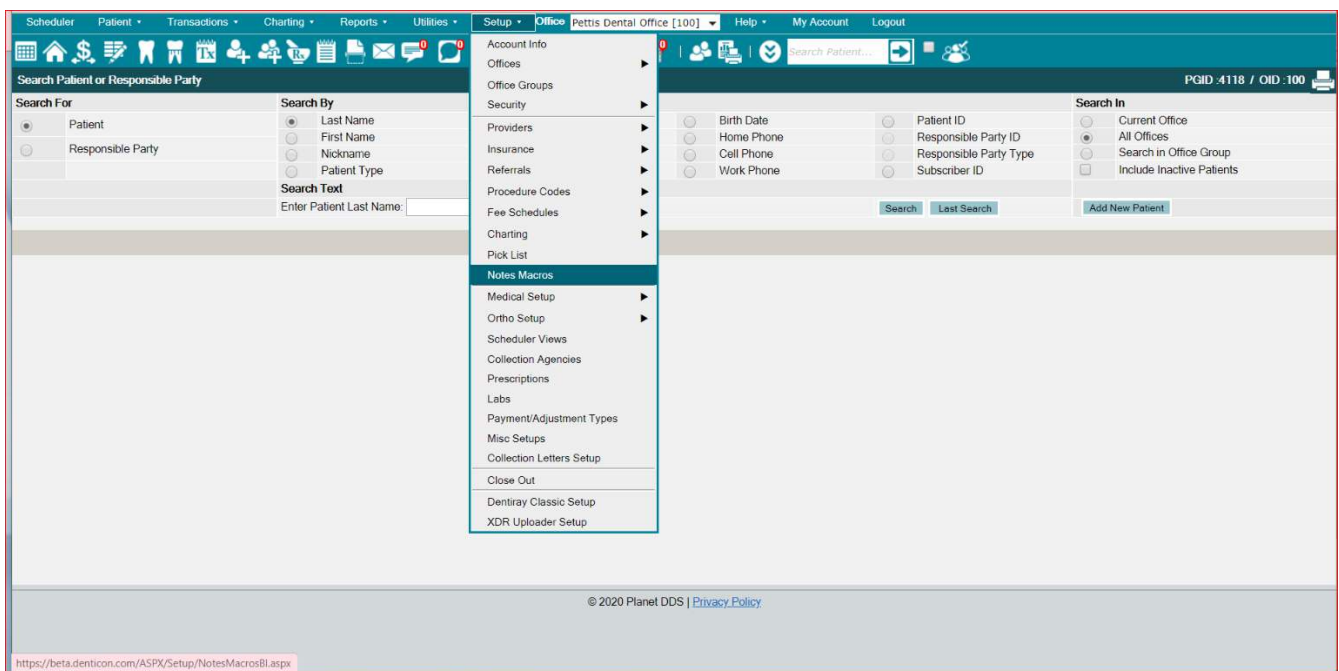 Scheduler Patient Transactions Charting Reports Utilities Setup Office Pettis Dental Office [100] Help My Account Logout
Tx Rx 0 0 0 Search Patient...
Search Patient or Responsible Party PGID :4118 / OID :100
Search For Search By Search In
Patient Last Name Birth Date Patient ID Current Office
First Name Home Phone Responsible Party ID All Offices
Responsible Party Nickname Cell Phone Responsible Party Type Search in Office Group
Patient Type Work Phone Subscriber ID Include Inactive Patients
Search Text
Enter Patient Last Name: Search Last Search Add New Patient
Account Info
Offices
Office Groups
Security
Providers
Insurance
Referrals
Procedure Codes
Fee Schedules
Charting
Pick List
Notes Macros
Medical Setup
Ortho Setup
Scheduler Views
Collection Agencies
Prescriptions
Labs
Payment/Adjustment Types
Misc Setups
Collection Letters Setup
Close Out
Dentiray Classic Setup
XDR Uploader Setup
© 2020 Planet DDS | Privacy Policy
https://beta.denticon.com/ASPX/Setup/NotesMacrosBI.aspx